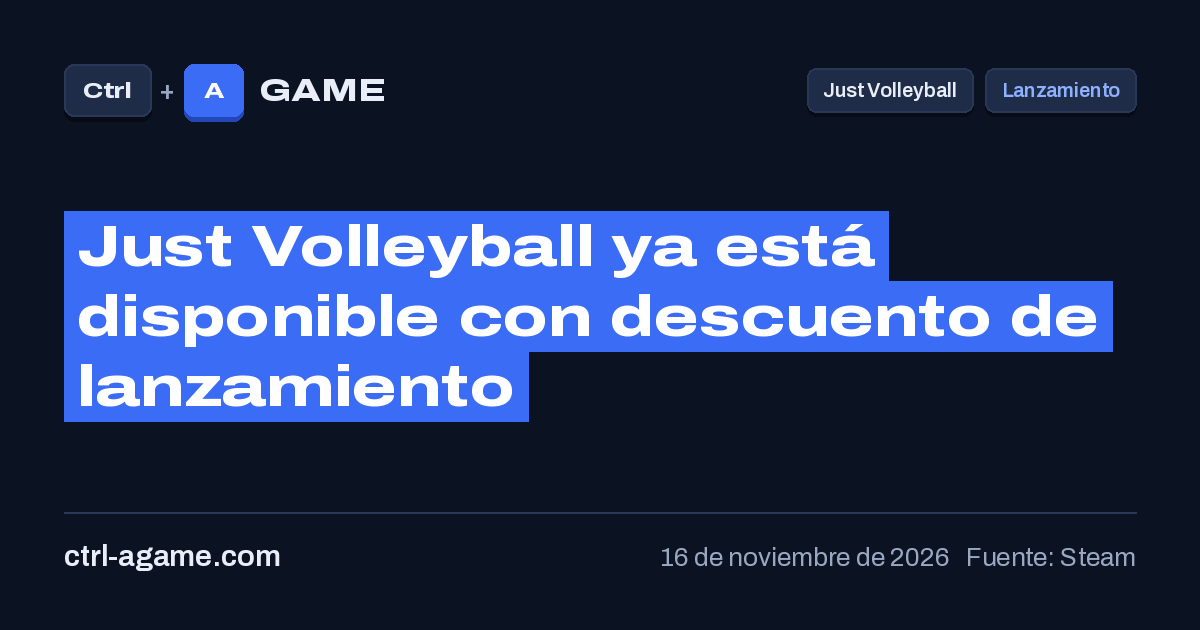 Ctrl + A GAME
Just Volleyball Lanzamiento
Just Volleyball ya está
disponible con descuento de
lanzamiento
ctrl-agame.com
16 de noviembre de 2026 Fuente: Steam